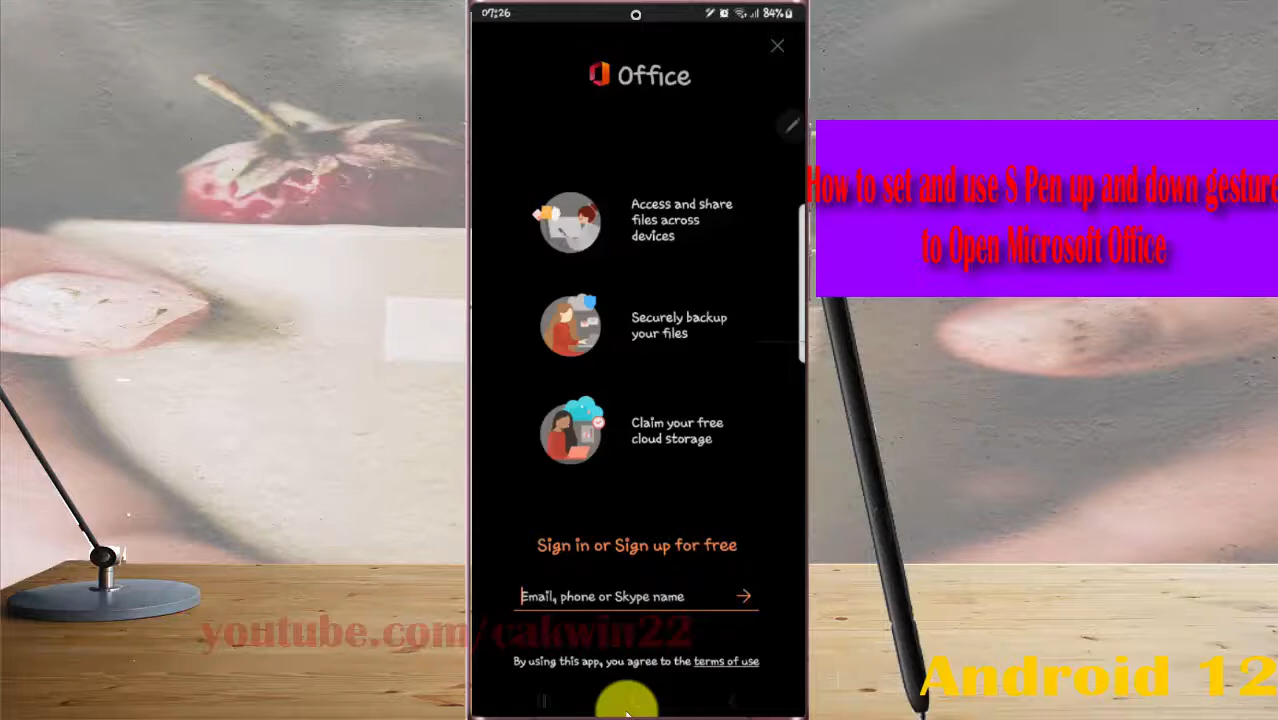 07:26
84%
Office
Access and share
files across
devices
Securely backup
your files
Claim your free
cloud storage
Sign in or Sign up for free
Email, phone or Skype name
By using this app, you agree to the terms of use
How to set and use S Pen up and down gesture
to Open Microsoft Office
youtube.com/cakwin22
Android 12